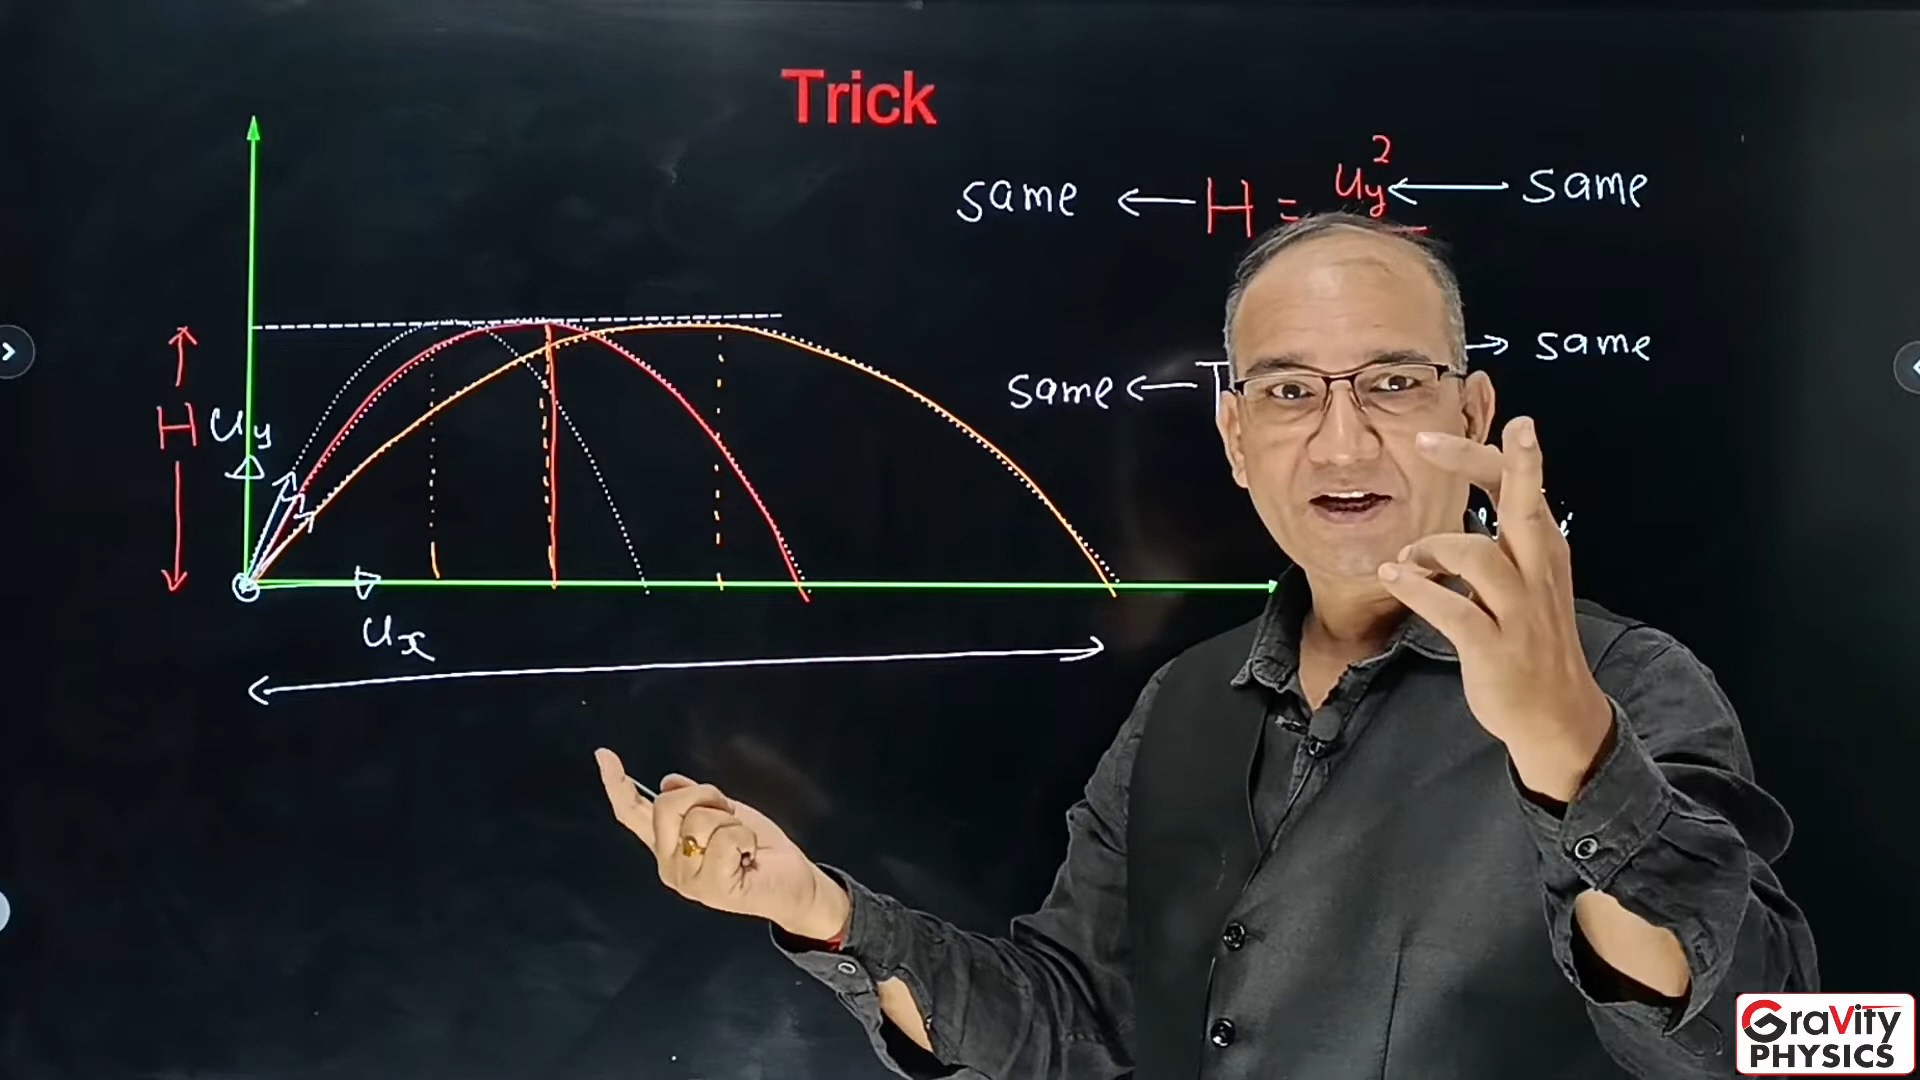 Trick
same ← H = uy²
← same
→ same
same ← T
H
uy
ux
GraVity
PHYSICS